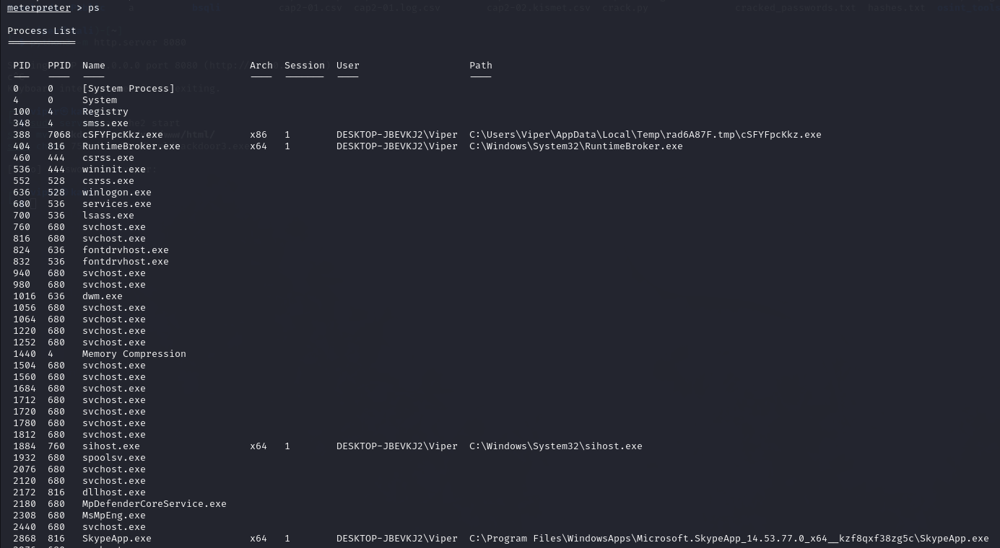 meterpreter > ps
Process List
PID PPID Name Arch Session User Path
0 0 [System Process]
4 0 System
100 4 Registry
348 4 smss.exe
388 7068 cSFYFpcKkz.exe x86 1 DESKTOP-JBEVKJ2\Viper C:\Users\Viper\AppData\Local\Temp\rad6A87F.tmp\cSFYFpcKkz.exe
404 816 RuntimeBroker.exe x64 1 DESKTOP-JBEVKJ2\Viper C:\Windows\System32\RuntimeBroker.exe
460 444 csrss.exe
536 444 wininit.exe
552 528 csrss.exe
636 528 winlogon.exe
680 536 services.exe
700 536 lsass.exe
760 680 svchost.exe
816 680 svchost.exe
824 636 fontdrvhost.exe
832 536 fontdrvhost.exe
940 680 svchost.exe
980 680 svchost.exe
1016 636 dwm.exe
1056 680 svchost.exe
1064 680 svchost.exe
1220 680 svchost.exe
1252 680 svchost.exe
1440 4 Memory Compression
1504 680 svchost.exe
1560 680 svchost.exe
1684 680 svchost.exe
1712 680 svchost.exe
1720 680 svchost.exe
1780 680 svchost.exe
1812 680 svchost.exe
1884 760 sihost.exe x64 1 DESKTOP-JBEVKJ2\Viper C:\Windows\System32\sihost.exe
1932 680 spoolsv.exe
2076 680 svchost.exe
2120 680 svchost.exe
2172 816 dllhost.exe
2180 680 MpDefenderCoreService.exe
2308 680 MsMpEng.exe
2440 680 svchost.exe
2868 816 SkypeApp.exe x64 1 DESKTOP-JBEVKJ2\Viper C:\Program Files\WindowsApps\Microsoft.SkypeApp_14.53.77.0_x64__kzf8qxf38zg5c\SkypeApp.exe